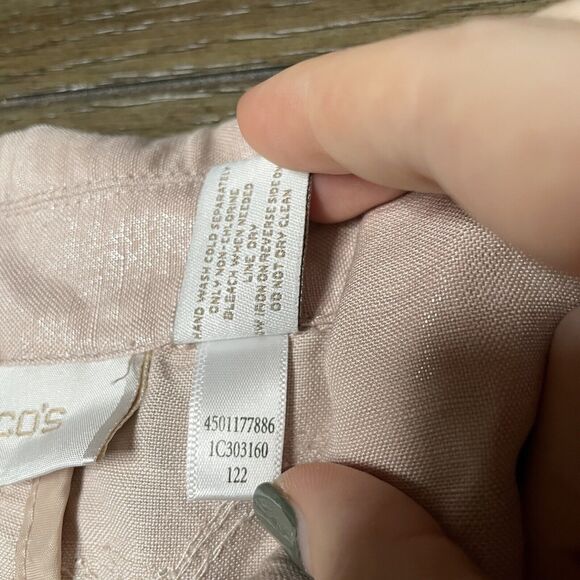 HAND WASH COLD SEPARATELY
ONLY NON-CHLORINE
BLEACH WHEN NEEDED
LINE DRY
W IRON ON REVERSE SIDE ON
DO NOT DRY CLEAN
CO'S
4501177886
1C303160
122